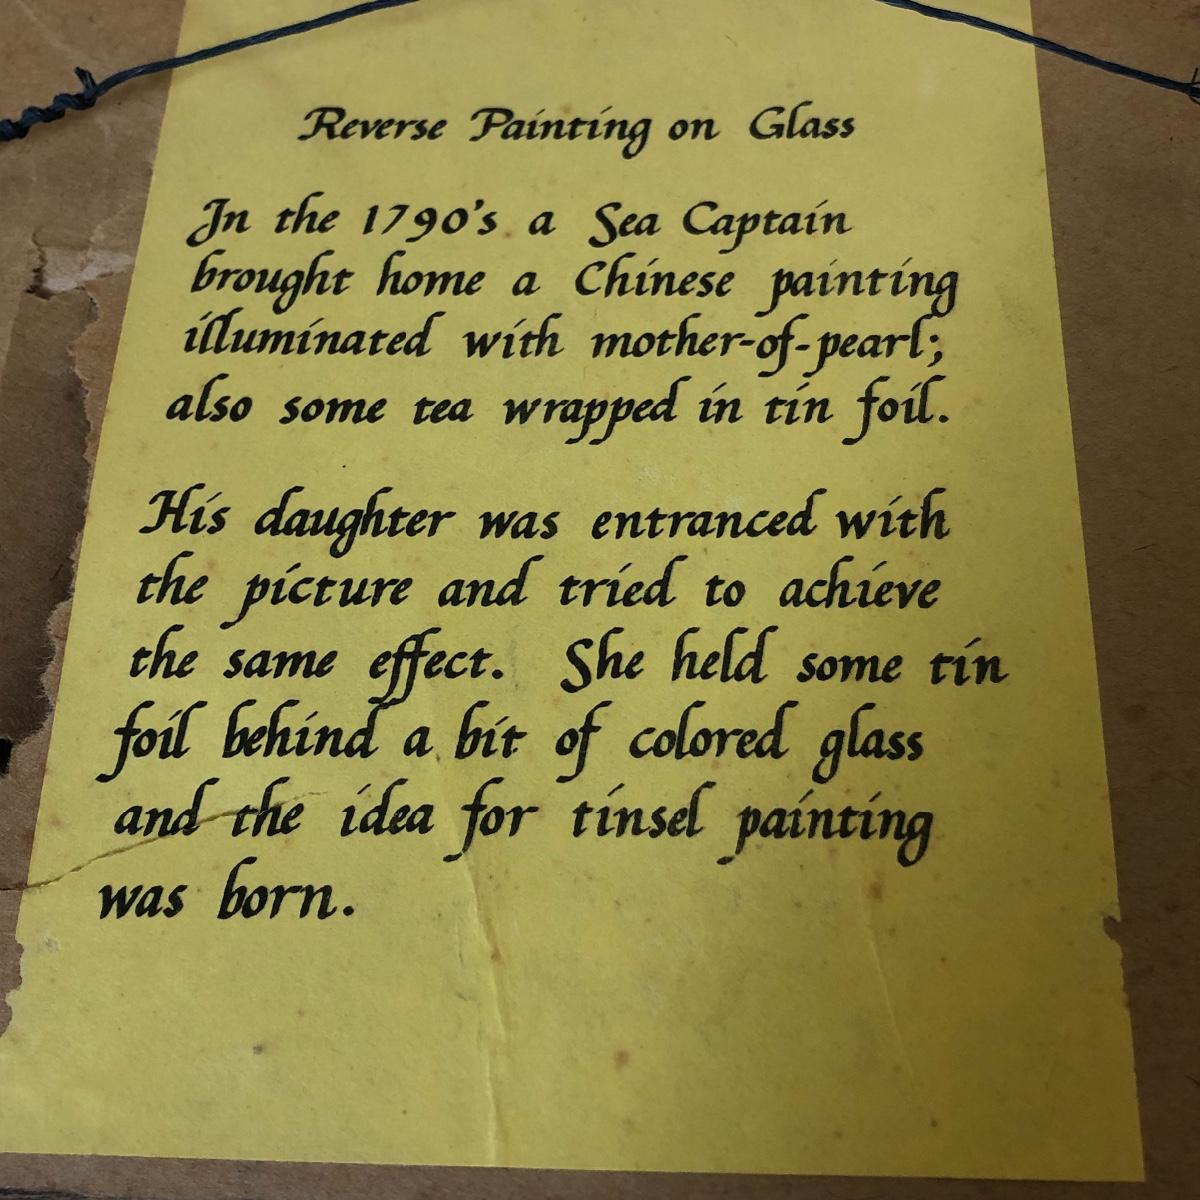 Reverse Painting on Glass
In the 1790's a Sea Captain
brought home a Chinese painting
illuminated with mother-of-pearl;
also some tea wrapped in tin foil.
His daughter was entranced with
the picture and tried to achieve
the same effect. She held some tin
foil behind a bit of colored glass
and the idea for tinsel painting
was born.